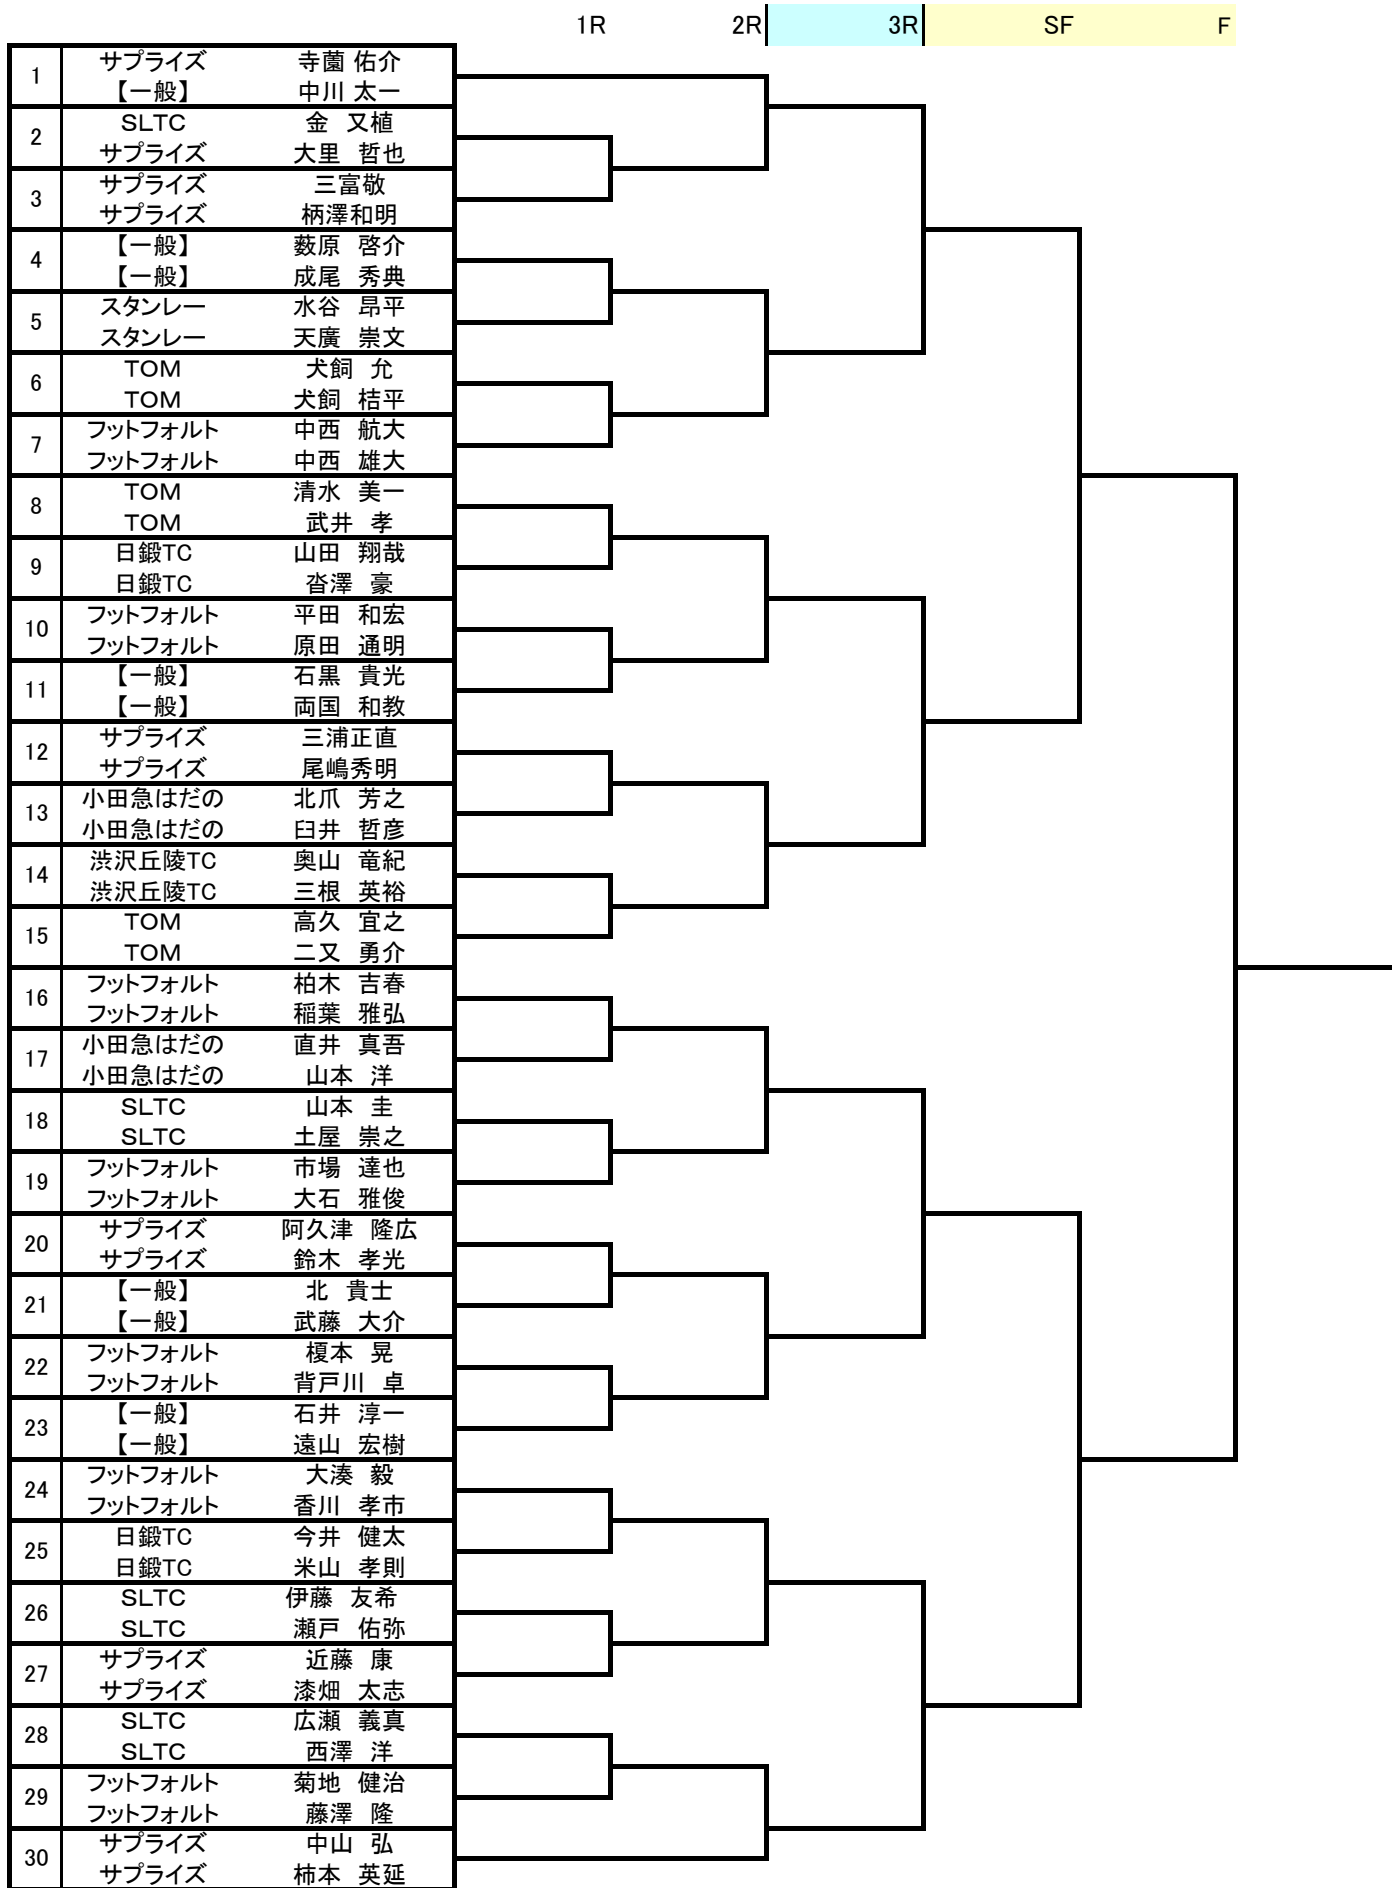 1R 2R 3R SF F
1 サプライズ 寺薗 佑介
【一般】 中川 太一
2 SLTC 金 又植
サプライズ 大里 哲也
3 サプライズ 三富敬
サプライズ 柄澤和明
4 【一般】 薮原 啓介
【一般】 成尾 秀典
5 スタンレー 水谷 昂平
スタンレー 天廣 崇文
6 TOM 犬飼 允
TOM 犬飼 桔平
7 フットフォルト 中西 航大
フットフォルト 中西 雄大
8 TOM 清水 美一
TOM 武井 孝
9 日鍛TC 山田 翔哉
日鍛TC 沓澤 豪
10 フットフォルト 平田 和宏
フットフォルト 原田 通明
11 【一般】 石黒 貴光
【一般】 両国 和教
12 サプライズ 三浦正直
サプライズ 尾嶋秀明
13 小田急はだの 北爪 芳之
小田急はだの 臼井 哲彦
14 渋沢丘陵TC 奥山 竜紀
渋沢丘陵TC 三根 英裕
15 TOM 高久 宜之
TOM 二又 勇介
16 フットフォルト 柏木 吉春
フットフォルト 稲葉 雅弘
17 小田急はだの 直井 真吾
小田急はだの 山本 洋
18 SLTC 山本 圭
SLTC 土屋 崇之
19 フットフォルト 市場 達也
フットフォルト 大石 雅俊
20 サプライズ 阿久津 隆広
サプライズ 鈴木 孝光
21 【一般】 北 貴士
【一般】 武藤 大介
22 フットフォルト 榎本 晃
フットフォルト 背戸川 卓
23 【一般】 石井 淳一
【一般】 遠山 宏樹
24 フットフォルト 大湊 毅
フットフォルト 香川 孝市
25 日鍛TC 今井 健太
日鍛TC 米山 孝則
26 SLTC 伊藤 友希
SLTC 瀬戸 佑弥
27 サプライズ 近藤 康
サプライズ 漆畑 太志
28 SLTC 広瀬 義真
SLTC 西澤 洋
29 フットフォルト 菊地 健治
フットフォルト 藤澤 隆
30 サプライズ 中山 弘
サプライズ 柿本 英延